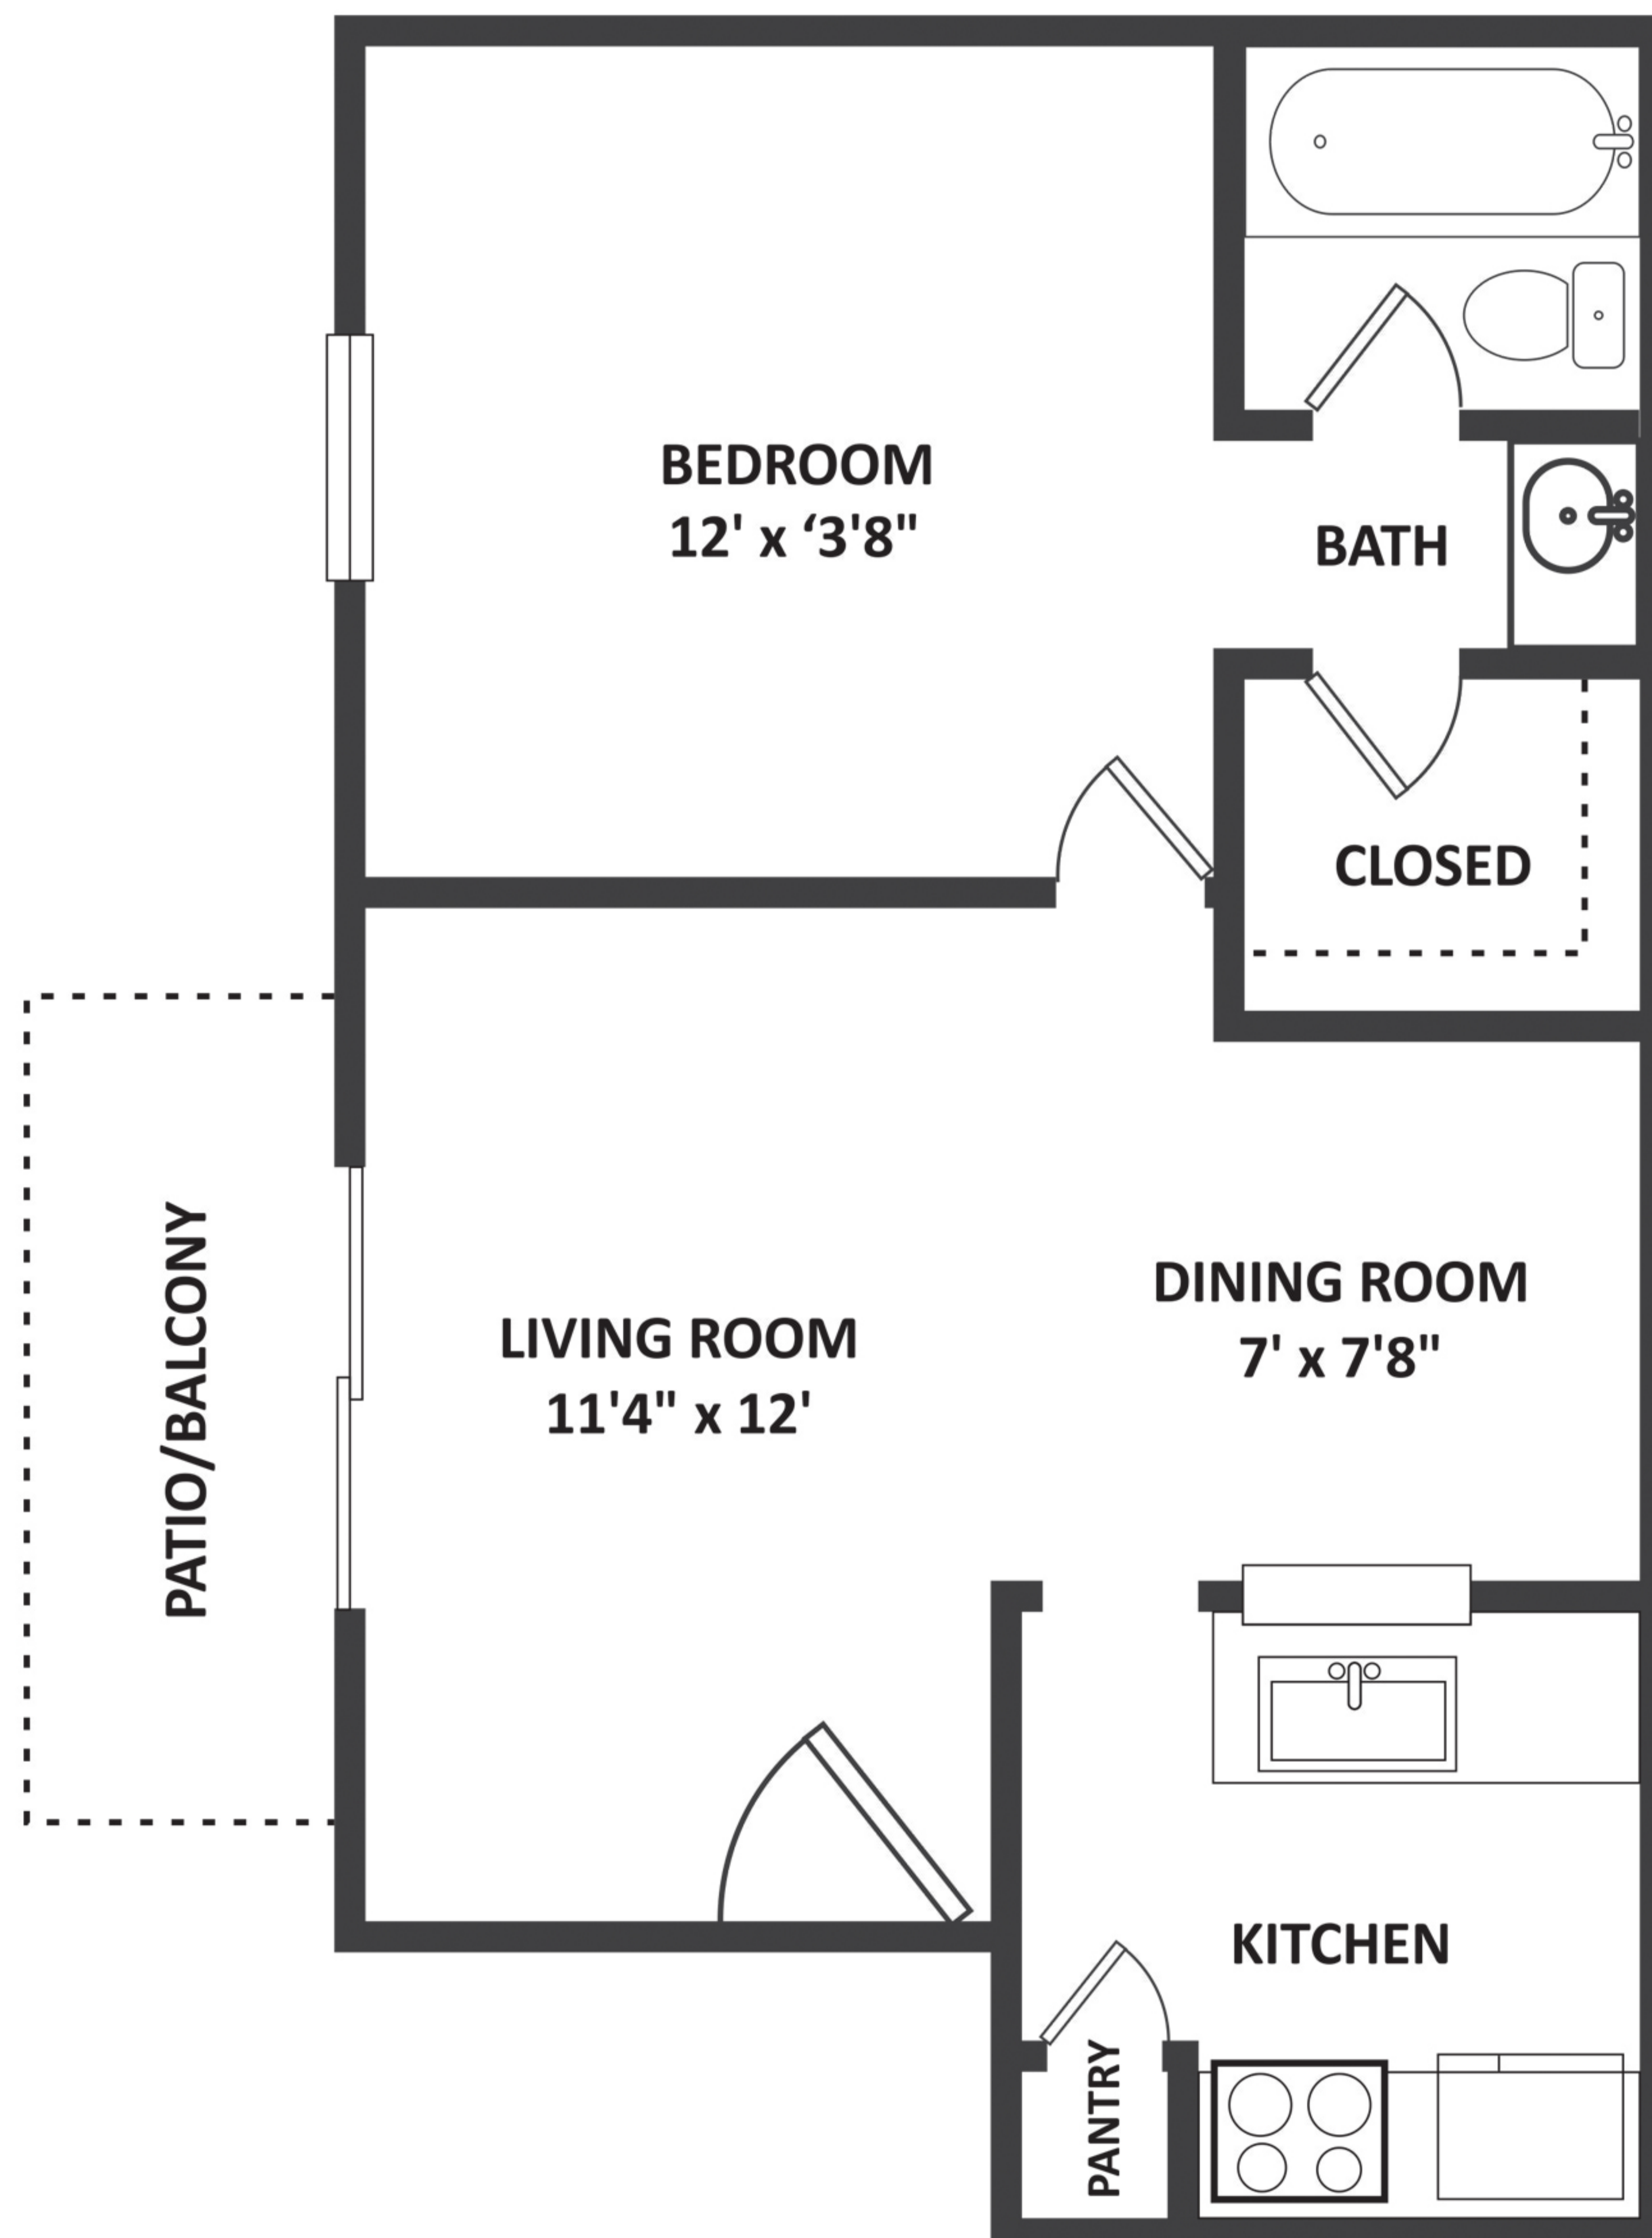 BEDROOM
12' x ‘3'8"
BATH
CLOSED
PATIO/BALCONY
LIVING ROOM
11'4" x 12'
DINING ROOM
7' x 7'8"
KITCHEN
PANTRY